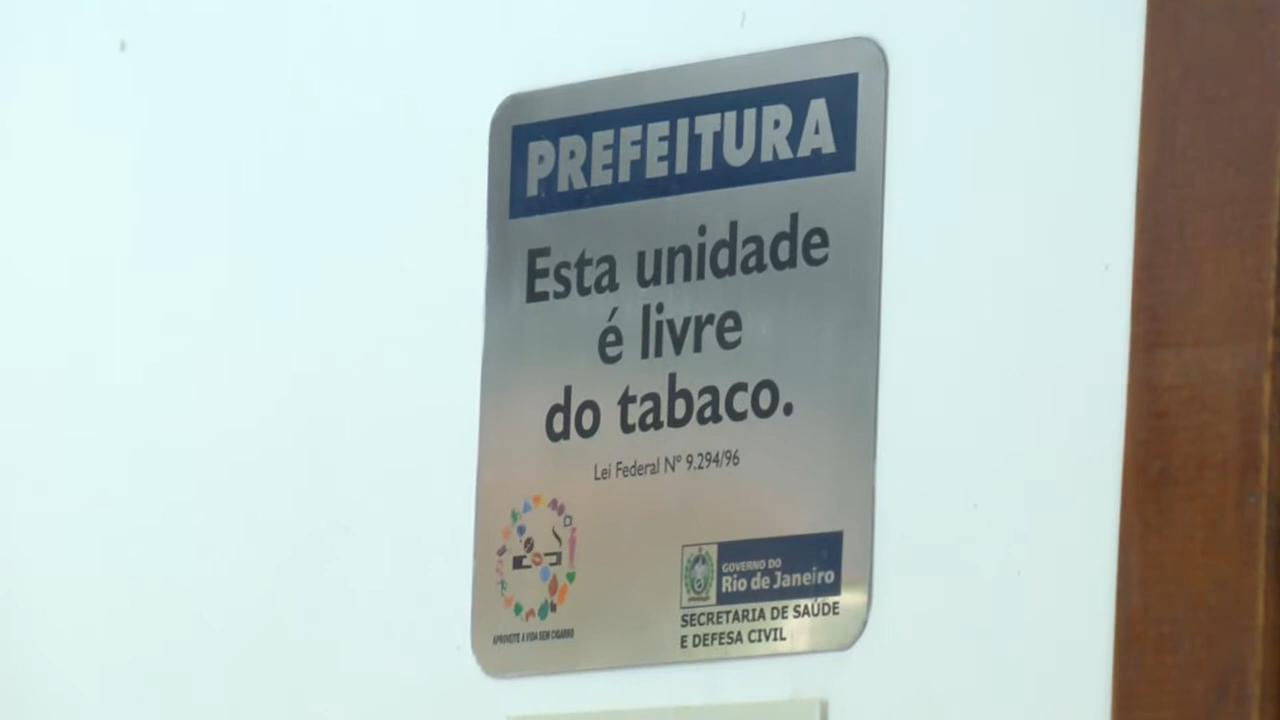 PREFEITURA
Esta unidade
é livre
do tabaco.
Lei Federal Nº 9.294/96
APROVEITE A VIDA SEM CIGARRO
GOVERNO DO
Rio de Janeiro
SECRETARIA DE SAÚDE
E DEFESA CIVIL